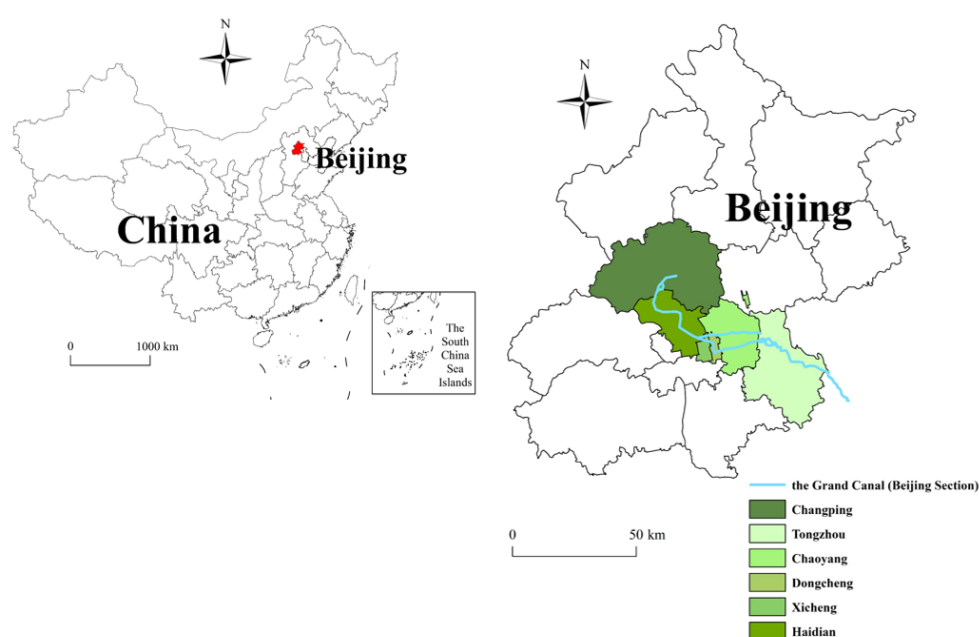 N
Beijing
China
0 1000 km
The
South
China
Sea
Islands
N
Beijing
0 50 km
the Grand Canal (Beijing Section)
Changping
Tongzhou
Chaoyang
Dongcheng
Xicheng
Haidian